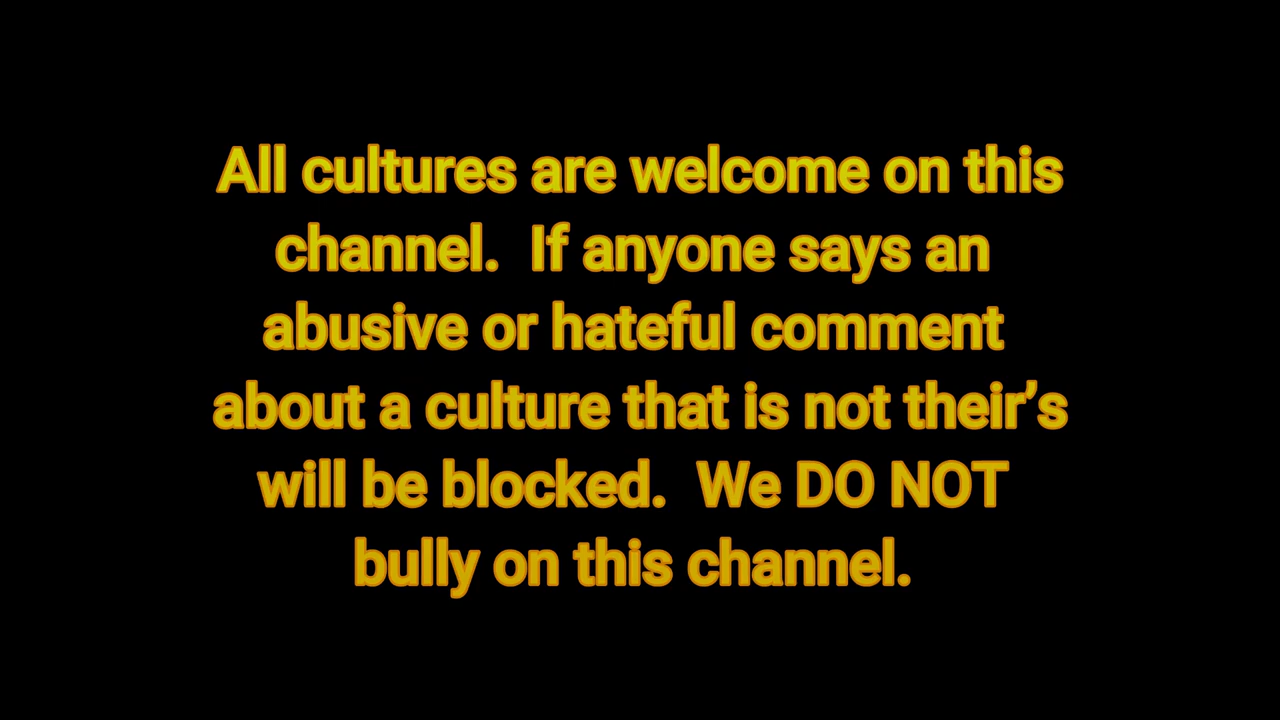 All cultures are welcome on this
channel.  If anyone says an
abusive or hateful comment
about a culture that is not their’s
will be blocked.  We DO NOT
bully on this channel.